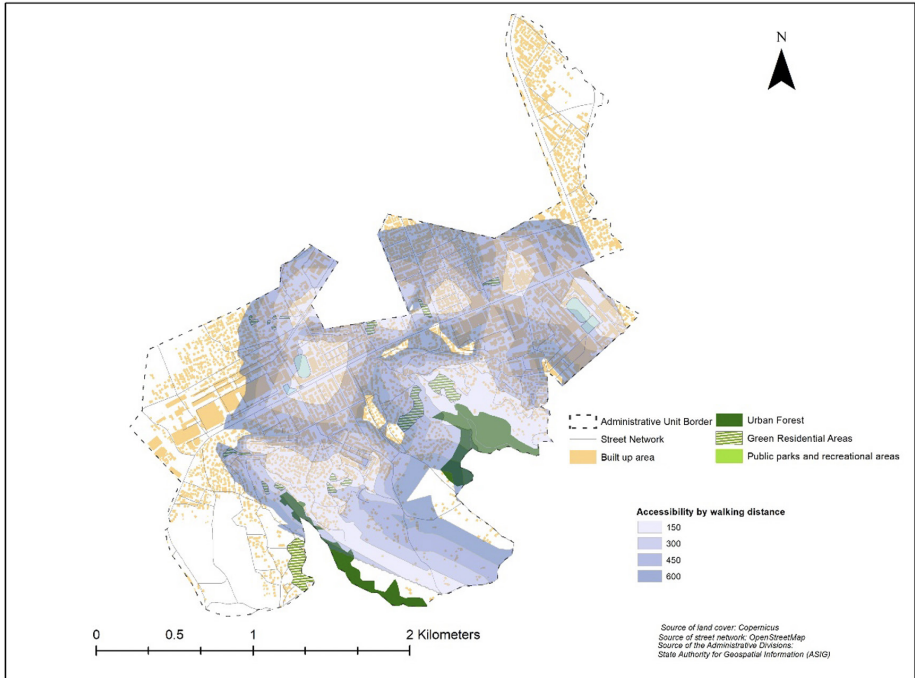 N
Administrative Unit Border
Street Network
Built up area
Urban Forest
Green Residential Areas
Public parks and recreational areas
Accessibility by walking distance
150
300
450
600
0 0.5 1 2 Kilometers
Source of land cover: Copernicus
Source of street network: OpenStreetMap
Source of the Administrative Divisions:
State Authority for Geospatial Information (ASIG)